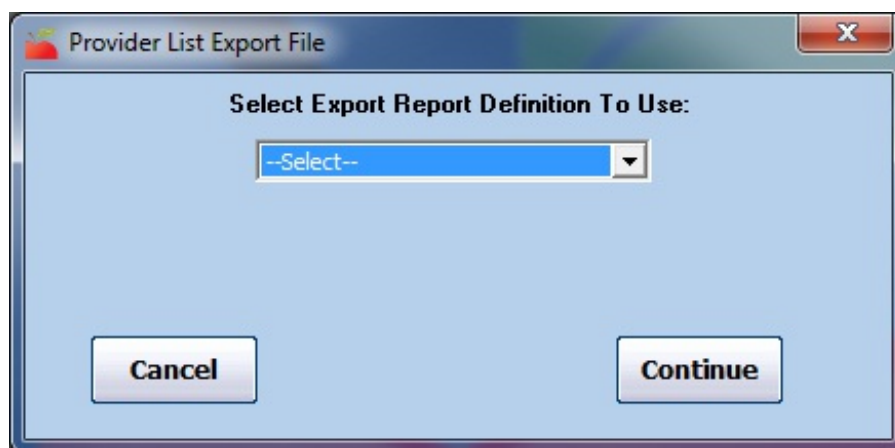 Provider List Export File
Select Export Report Definition To Use:
--Select--
Cancel
Continue